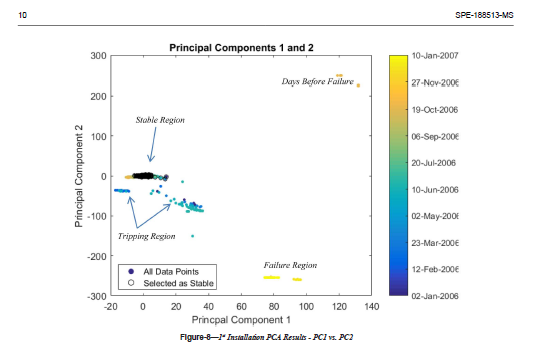 10
SPE-188513-MS
Principal Components 1 and 2
300
200
100
0
-100
-200
-300
-20
0
20
40
60
80
100
120
140
Principal Component 2
Princpal Component 1
Days Before Failure
Stable Region
Tripping Region
Failure Region
All Data Points
Selected as Stable
10-Jan-2007
27-Nov-2006
19-Oct-2006
06-Sep-2006
20-Jul-2006
10-Jun-2006
02-May-2006
23-Mar-2006
12-Feb-2006
02-Jan-2006
Figure-8—1st Installation PCA Results - PC1 vs. PC2